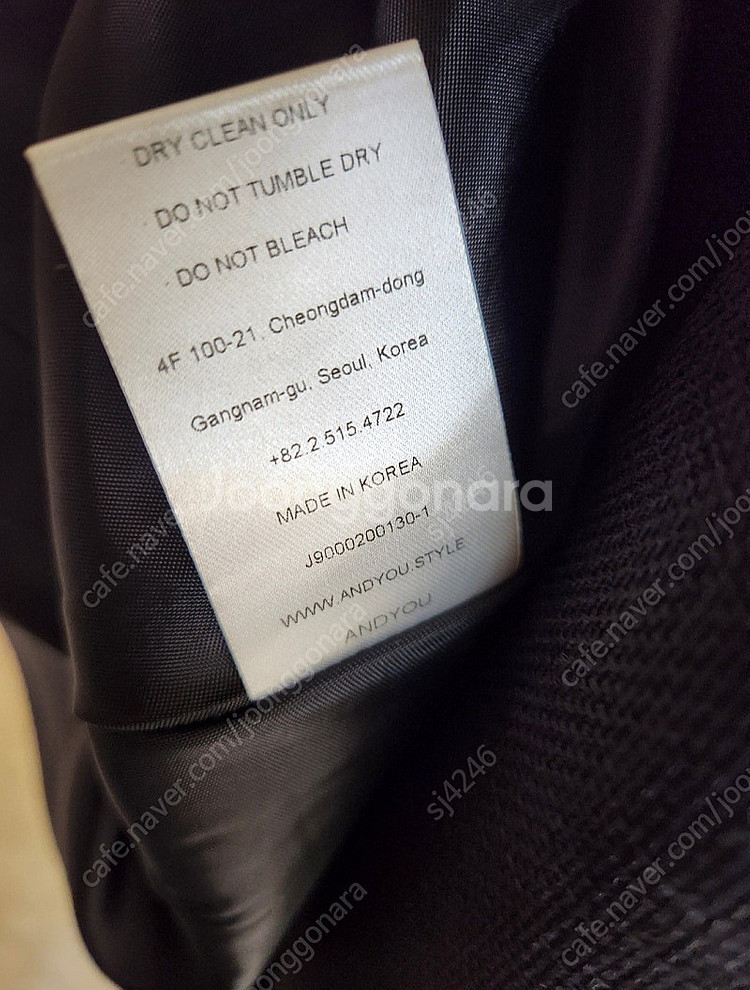 DRY CLEAN ONLY
· DO NOT TUMBLE DRY
· DO NOT BLEACH
4F 100-21, Cheongdam-dong
Gangnam-gu, Seoul, Korea
+82.2.515.4722
MADE IN KOREA
J9000200130-1
WWW.ANDYOU.STYLE
ANDYOU
Joonggonara
cafe.naver.com/joonggonara
sj4246